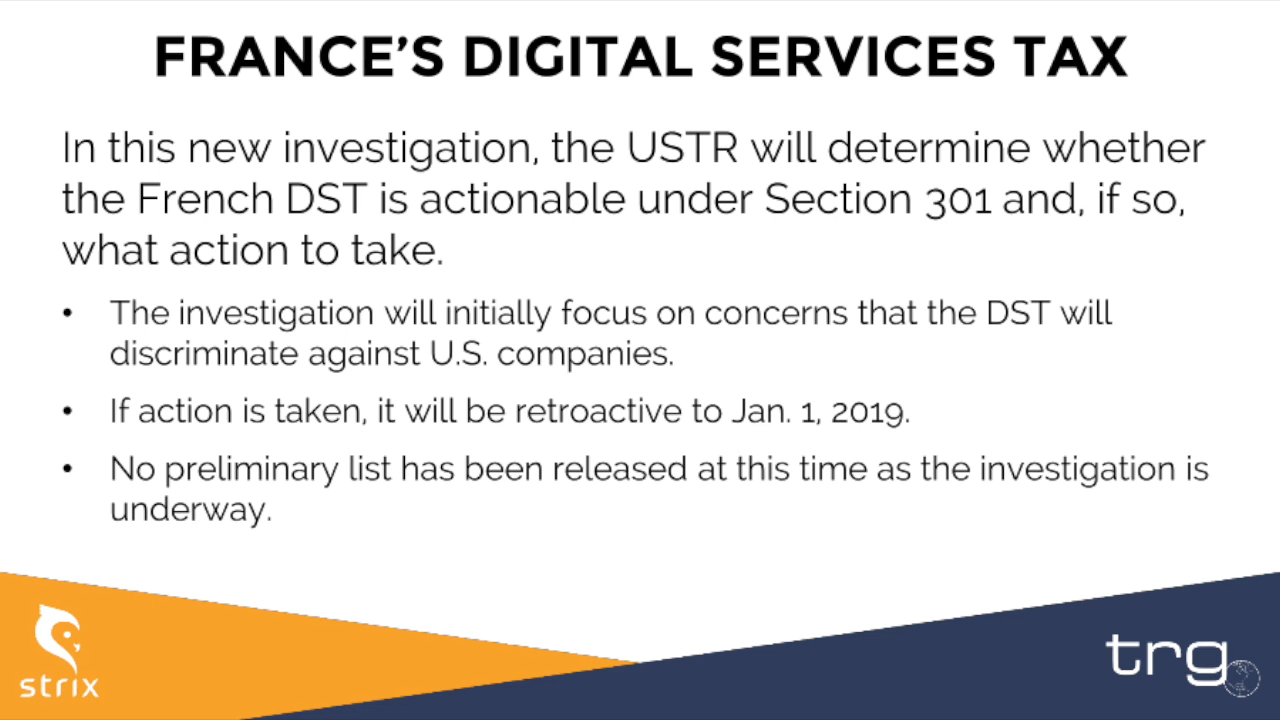 FRANCE’S DIGITAL SERVICES TAX
In this new investigation, the USTR will determine whether
the French DST is actionable under Section 301 and, if so,
what action to take.
• The investigation will initially focus on concerns that the DST will
discriminate against U.S. companies.
• If action is taken, it will be retroactive to Jan. 1, 2019.
• No preliminary list has been released at this time as the investigation is
underway.
strix
trg